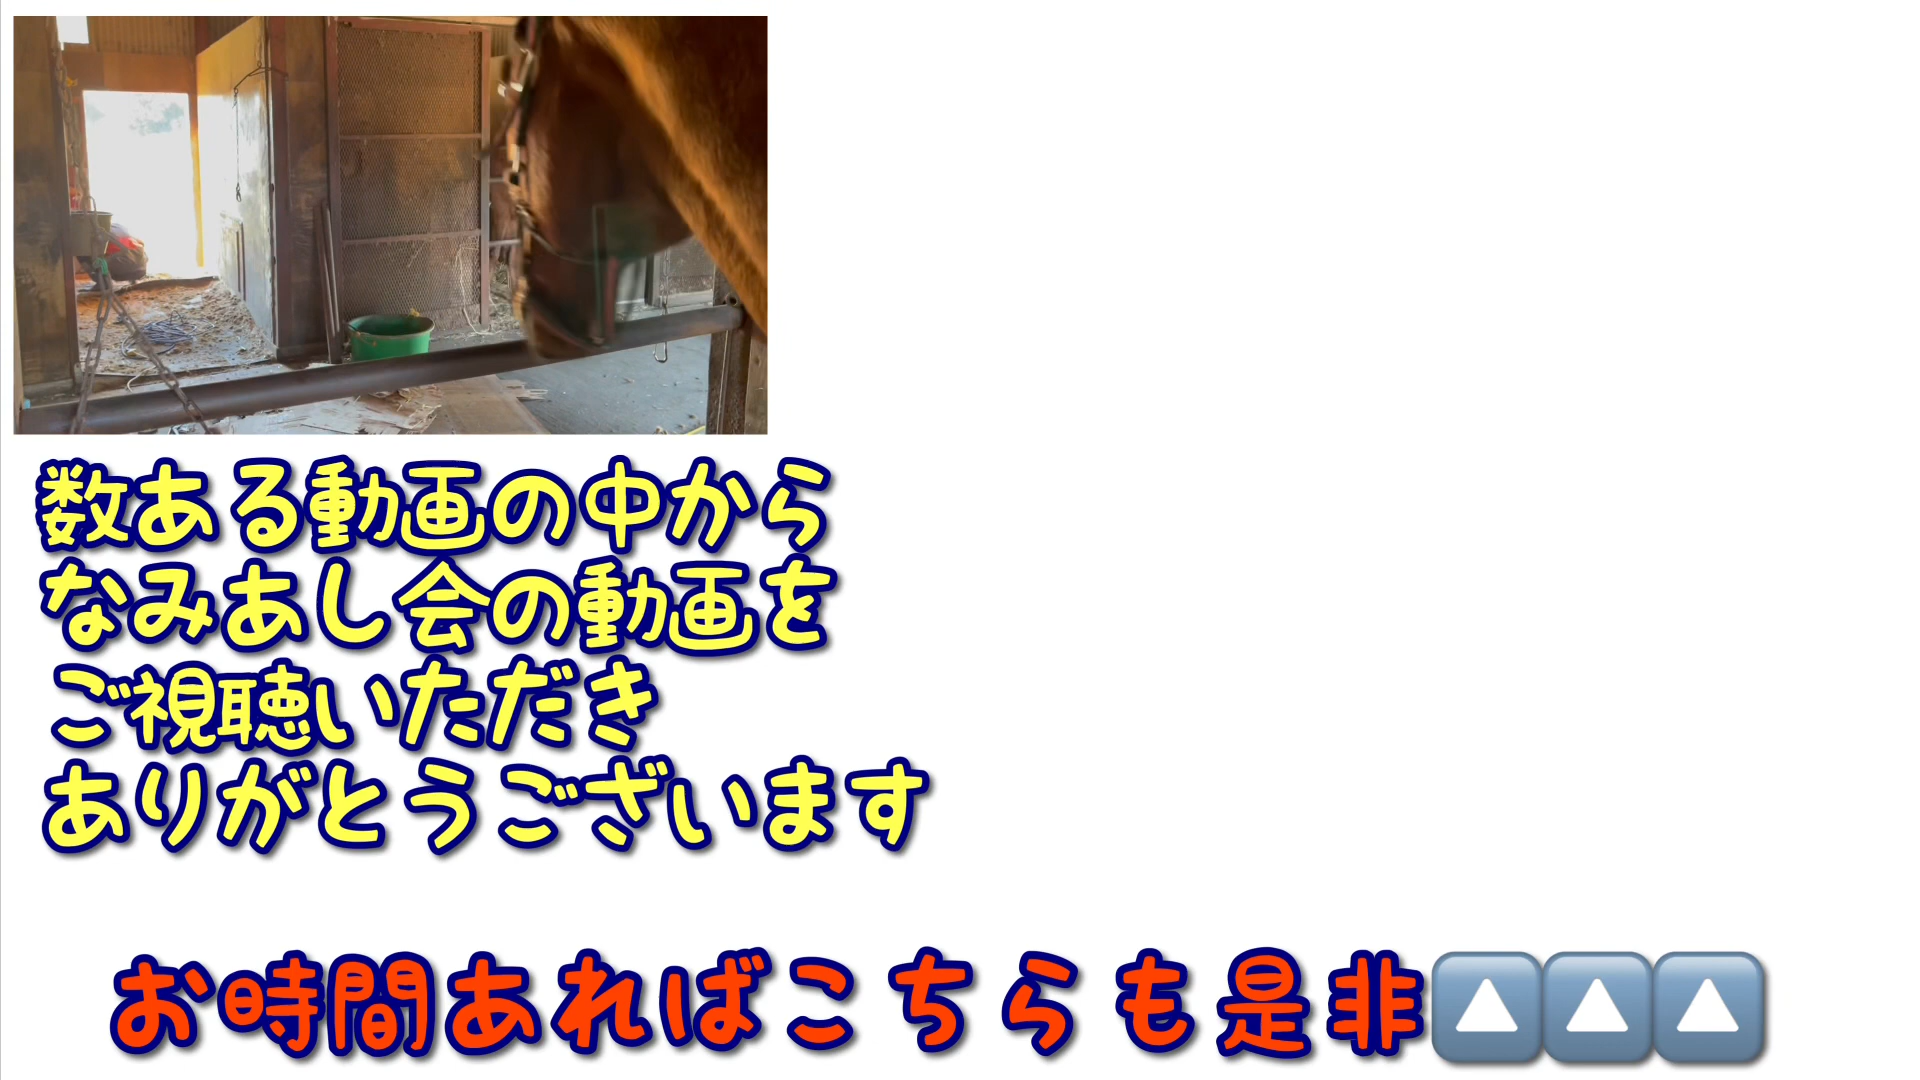 数ある動画の中から
なみあし会の動画を
ご視聴いただき
ありがとうございます
お時間あればこちらも是非🔼🔼🔼